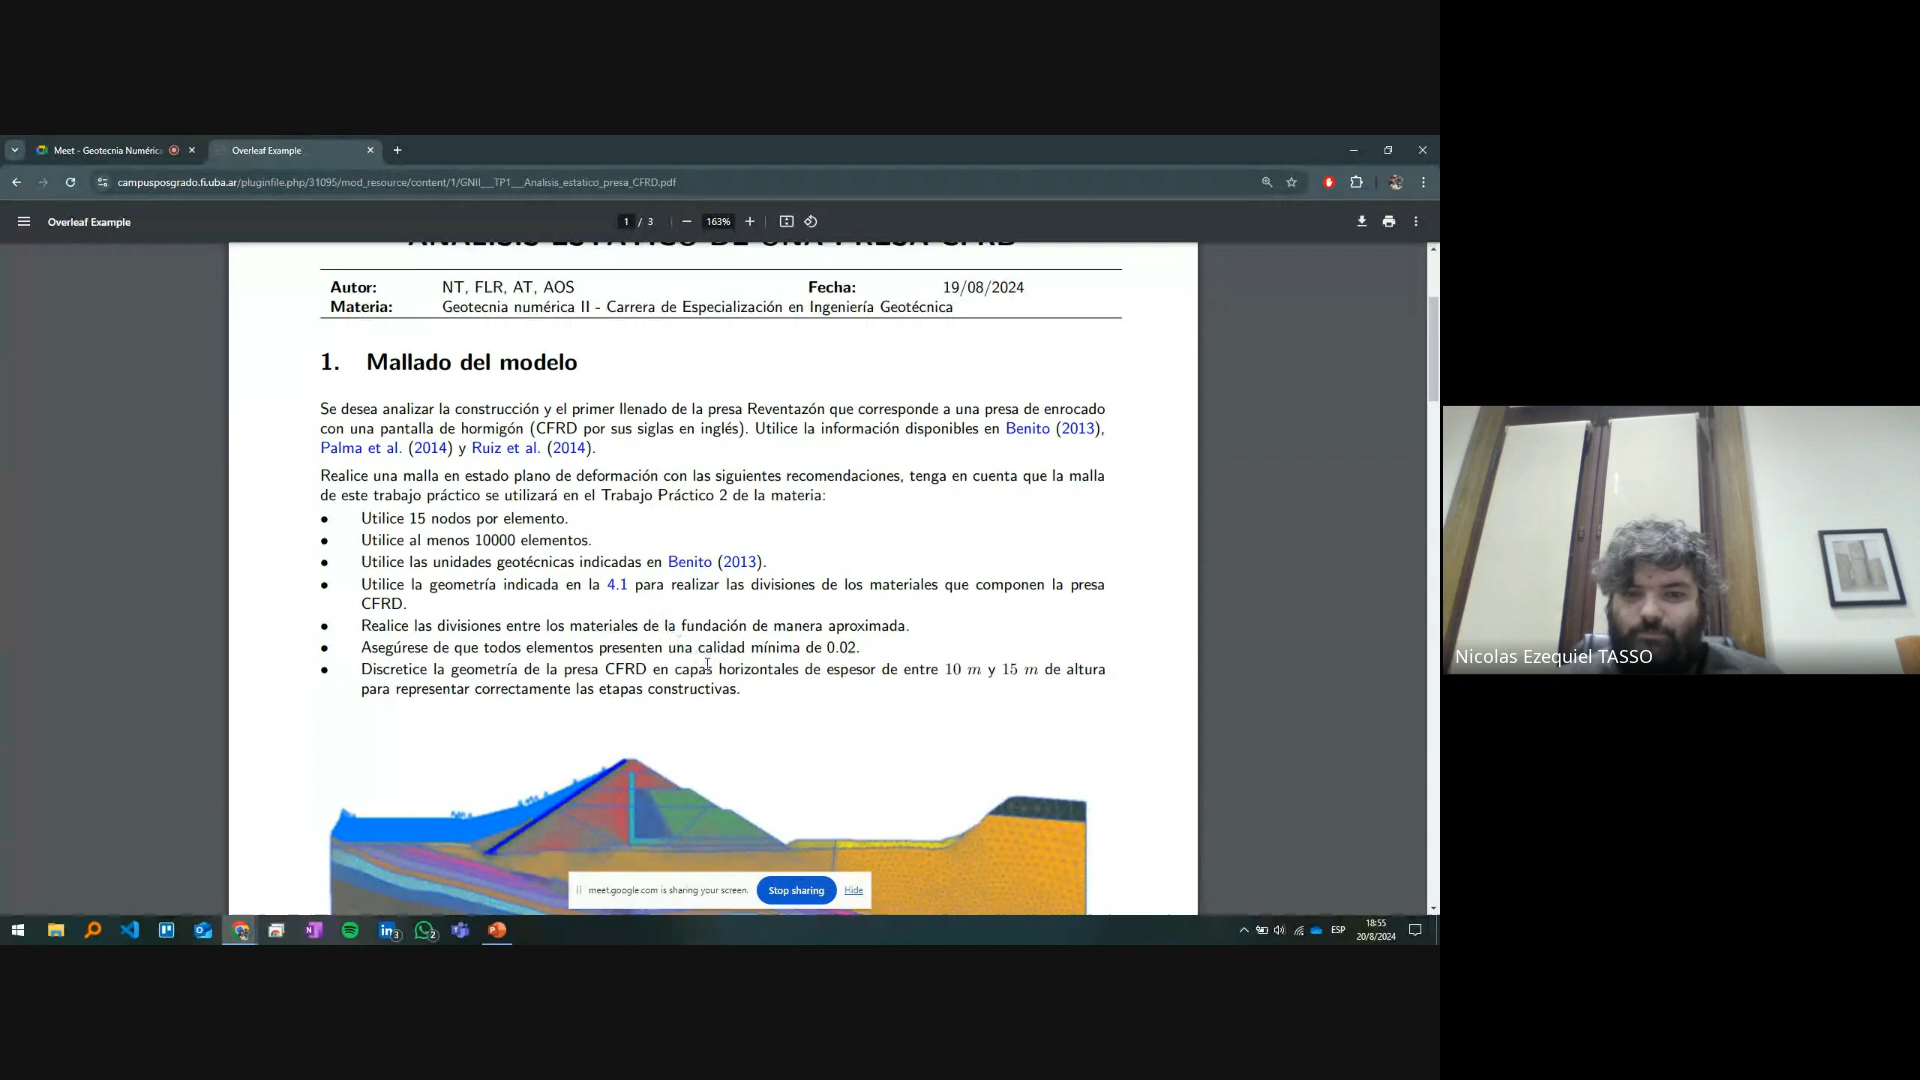 Meet - Geotecnia Numéric
Overleaf Example
campusposgrado.fi.uba.ar/pluginfile.php/31095/mod_resource/content/1/GNII__TP1__Analisis_estatico_presa_CFRD.pdf
Overleaf Example
1 / 3
163%
ANÁLISIS ESTÁTICO DE UNA PRESA CFRD
Autor: NT, FLR, AT, AOS Fecha: 19/08/2024
Materia: Geotecnia numérica II - Carrera de Especialización en Ingeniería Geotécnica
1. Mallado del modelo
Se desea analizar la construcción y el primer llenado de la presa Reventazón que corresponde a una presa de enrocado
con una pantalla de hormigón (CFRD por sus siglas en inglés). Utilice la información disponibles en Benito (2013),
Palma et al. (2014) y Ruiz et al. (2014).
Realice una malla en estado plano de deformación con las siguientes recomendaciones, tenga en cuenta que la malla
de este trabajo práctico se utilizará en el Trabajo Práctico 2 de la materia:
• Utilice 15 nodos por elemento.
• Utilice al menos 10000 elementos.
• Utilice las unidades geotécnicas indicadas en Benito (2013).
• Utilice la geometría indicada en la 4.1 para realizar las divisiones de los materiales que componen la presa
CFRD.
• Realice las divisiones entre los materiales de la fundación de manera aproximada.
• Asegúrese de que todos elementos presenten una calidad mínima de 0.02.
• Discretice la geometría de la presa CFRD en capas horizontales de espesor de entre 10 m y 15 m de altura
para representar correctamente las etapas constructivas.
meet.google.com is sharing your screen.
Stop sharing
Hide
ESP
18:55
20/8/2024
Nicolas Ezequiel TASSO